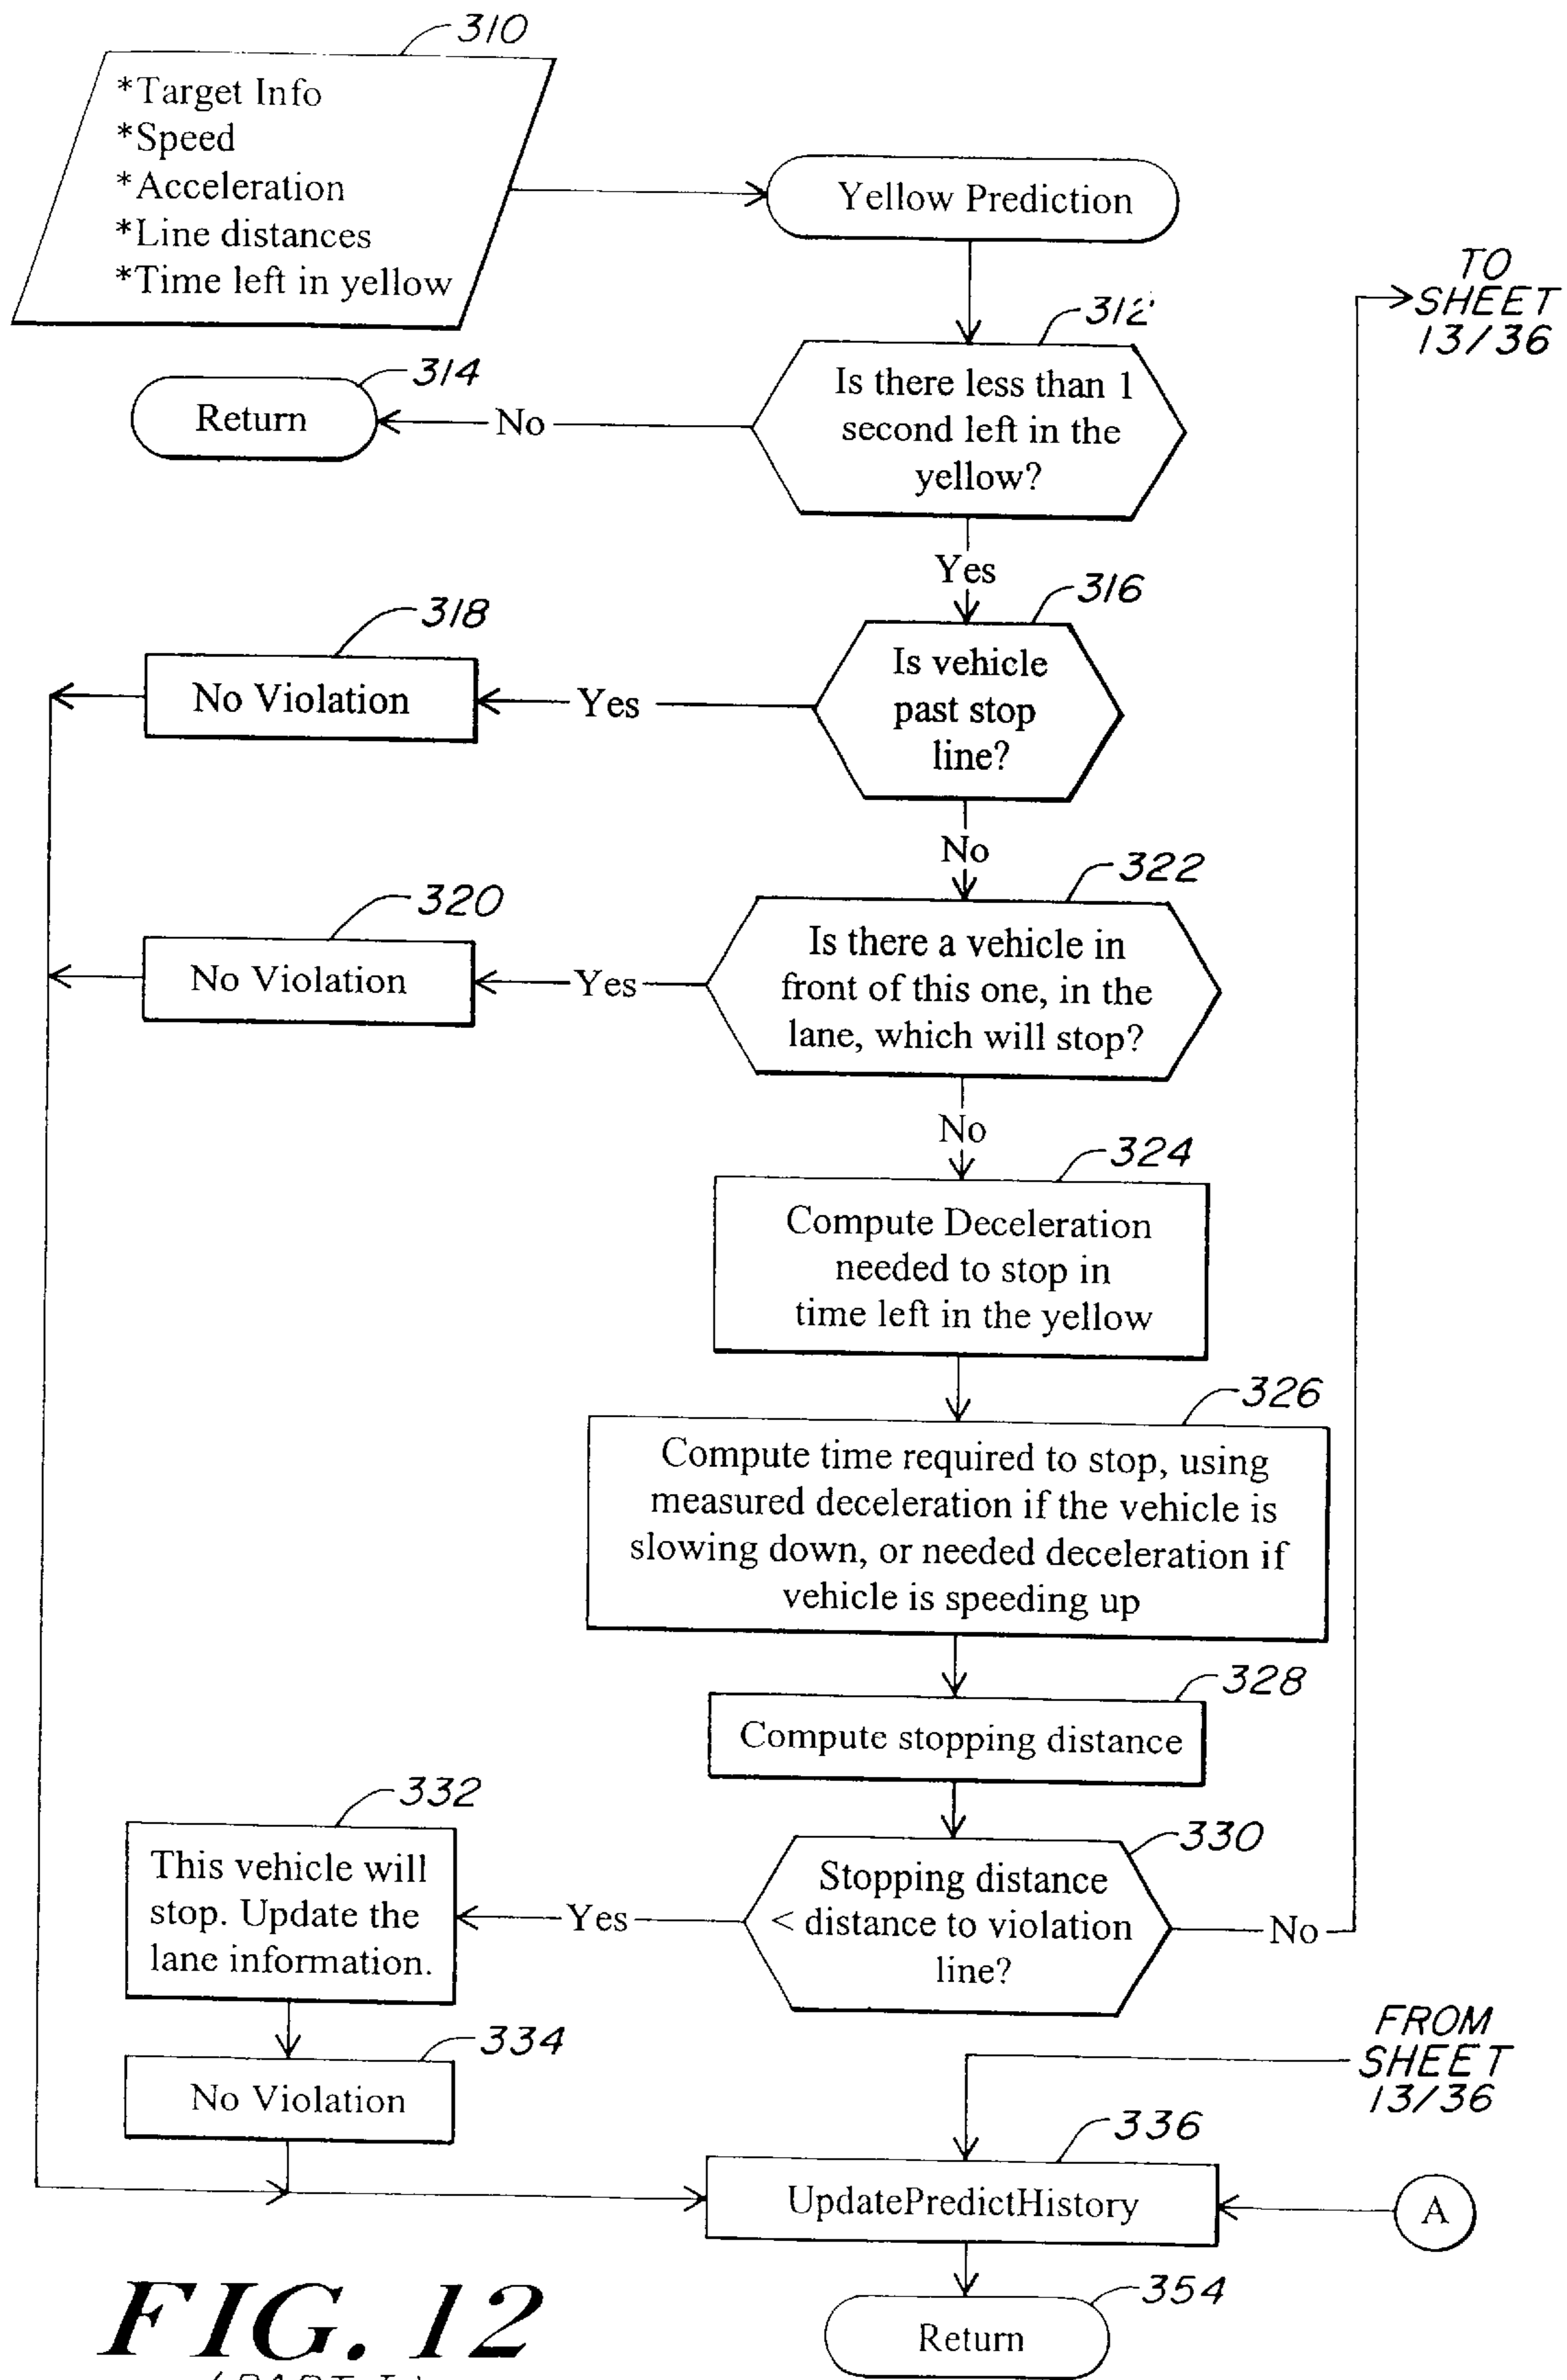 310
*Target Info
*Speed
*Acceleration
*Line distances
*Time left in yellow
Yellow Prediction
TO
SHEET
13/36
312
Is there less than 1
second left in the
yellow?
314
Return
No
Yes
316
Is vehicle
past stop
line?
318
No Violation
Yes
No
322
Is there a vehicle in
front of this one, in the
lane, which will stop?
320
No Violation
Yes
No
324
Compute Deceleration
needed to stop in
time left in the yellow
326
Compute time required to stop, using
measured deceleration if the vehicle is
slowing down, or needed deceleration if
vehicle is speeding up
328
Compute stopping distance
330
Stopping distance
< distance to violation
line?
332
This vehicle will
stop. Update the
lane information.
Yes
No
334
No Violation
FROM
SHEET
13/36
336
UpdatePredictHistory
A
354
Return
FIG. 12